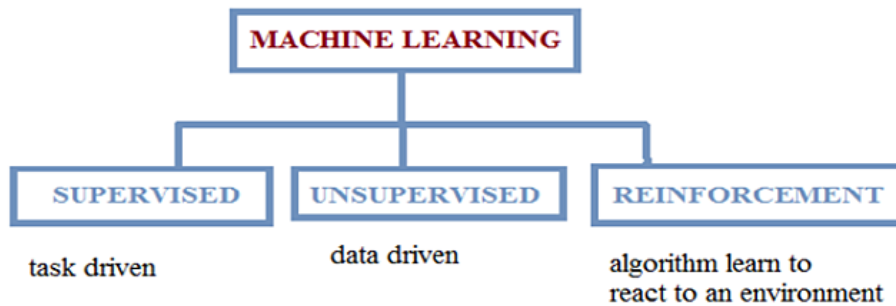 MACHINE LEARNING
SUPERVISED
UNSUPERVISED
REINFORCEMENT
task driven
data driven
algorithm learn to
react to an environment